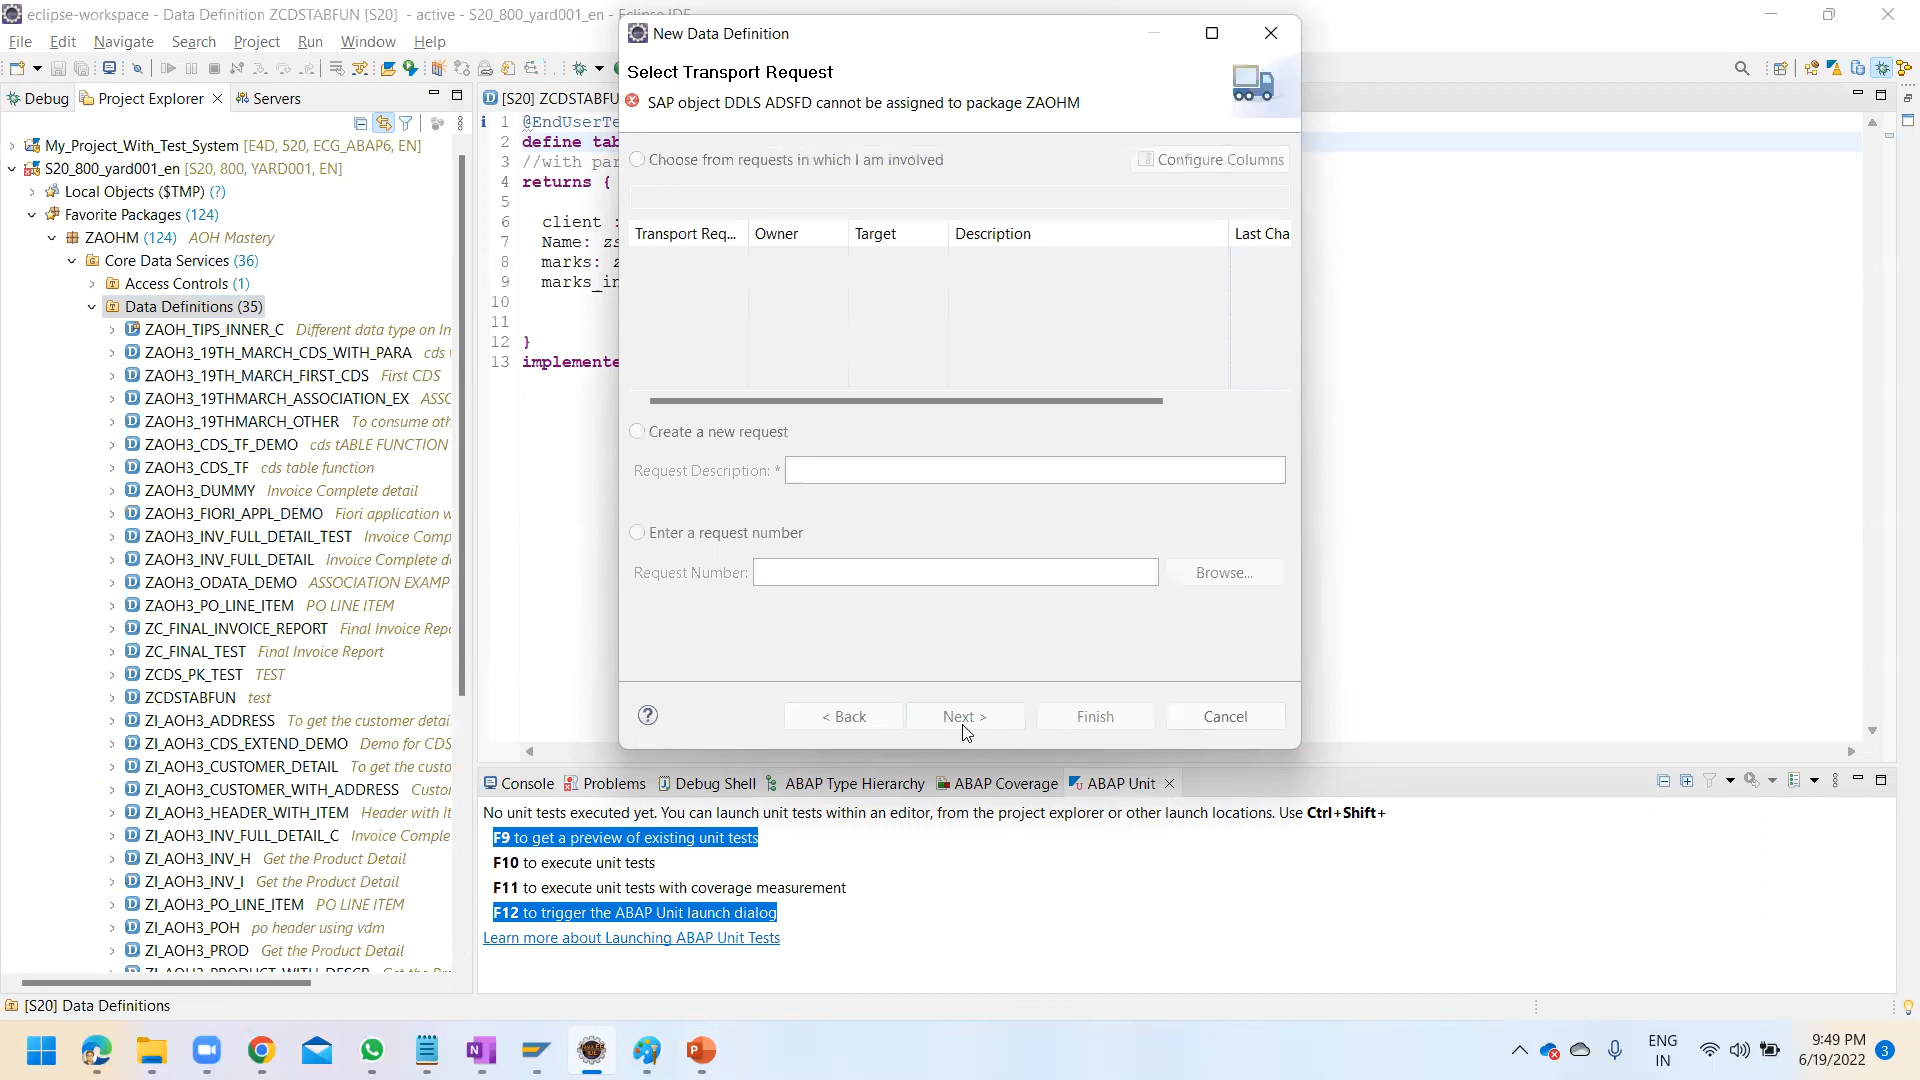 eclipse-workspace - Data Definition ZCDSTABFUN [S20] - active - S20_800_yard001_en - Eclipse IDE
File Edit Navigate Search Project Run Window Help
Debug Project Explorer Servers
My_Project_With_Test_System [E4D, 520, ECG_ABAP6, EN]
S20_800_yard001_en [S20, 800, YARD001, EN]
Local Objects ($TMP) (?)
Favorite Packages (124)
ZAOHM (124) AOH Mastery
Core Data Services (36)
Access Controls (1)
Data Definitions (35)
ZAOH_TIPS_INNER_C Different data type on In
ZAOH3_19TH_MARCH_CDS_WITH_PARA cds
ZAOH3_19TH_MARCH_FIRST_CDS First CDS
ZAOH3_19THMARCH_ASSOCIATION_EX ASSC
ZAOH3_19THMARCH_OTHER To consume oth
ZAOH3_CDS_TF_DEMO cds tABLE FUNCTION
ZAOH3_CDS_TF cds table function
ZAOH3_DUMMY Invoice Complete detail
ZAOH3_FIORI_APPL_DEMO Fiori application w
ZAOH3_INV_FULL_DETAIL_TEST Invoice Comp
ZAOH3_INV_FULL_DETAIL Invoice Complete d
ZAOH3_ODATA_DEMO ASSOCIATION EXAMP
ZAOH3_PO_LINE_ITEM PO LINE ITEM
ZC_FINAL_INVOICE_REPORT Final Invoice Repo
ZC_FINAL_TEST Final Invoice Report
ZCDS_PK_TEST TEST
ZCDSTABFUN test
ZI_AOH3_ADDRESS To get the customer detai
ZI_AOH3_CDS_EXTEND_DEMO Demo for CDS
ZI_AOH3_CUSTOMER_DETAIL To get the custo
ZI_AOH3_CUSTOMER_WITH_ADDRESS Custo
ZI_AOH3_HEADER_WITH_ITEM Header with It
ZI_AOH3_INV_FULL_DETAIL_C Invoice Comple
ZI_AOH3_INV_H Get the Product Detail
ZI_AOH3_INV_I Get the Product Detail
ZI_AOH3_PO_LINE_ITEM PO LINE ITEM
ZI_AOH3_POH po header using vdm
ZI_AOH3_PROD Get the Product Detail
[S20] Data Definitions
[S20] ZCDSTABFU
1 @EndUserTe
2 define tab
3 //with par
4 returns {
5
6 client :
7 Name: zs
8 marks:
9 marks_in
10
11
12 }
13 implemente
New Data Definition
Select Transport Request
SAP object DDLS ADSFD cannot be assigned to package ZAOHM
Choose from requests in which I am involved
Configure Columns
Transport Req... Owner Target Description Last Cha
Create a new request
Request Description: *
Enter a request number
Request Number: Browse...
? < Back Next > Finish Cancel
Console Problems Debug Shell ABAP Type Hierarchy ABAP Coverage ABAP Unit
No unit tests executed yet. You can launch unit tests within an editor, from the project explorer or other launch locations. Use Ctrl+Shift+
F9 to get a preview of existing unit tests
F10 to execute unit tests
F11 to execute unit tests with coverage measurement
F12 to trigger the ABAP Unit launch dialog
Learn more about Launching ABAP Unit Tests
ENG
IN
9:49 PM
6/19/2022
3